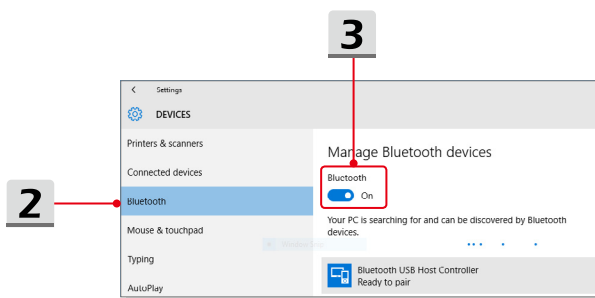 3
Settings
DEVICES
Printers & scanners
Manage Bluetooth devices
Connected devices
Bluetooth
On
2
Bluetooth
Your PC is searching for and can be discovered by Bluetooth
devices.
Mouse & touchpad
Typing
Bluetooth USB Host Controller
Ready to pair
AutoPlay